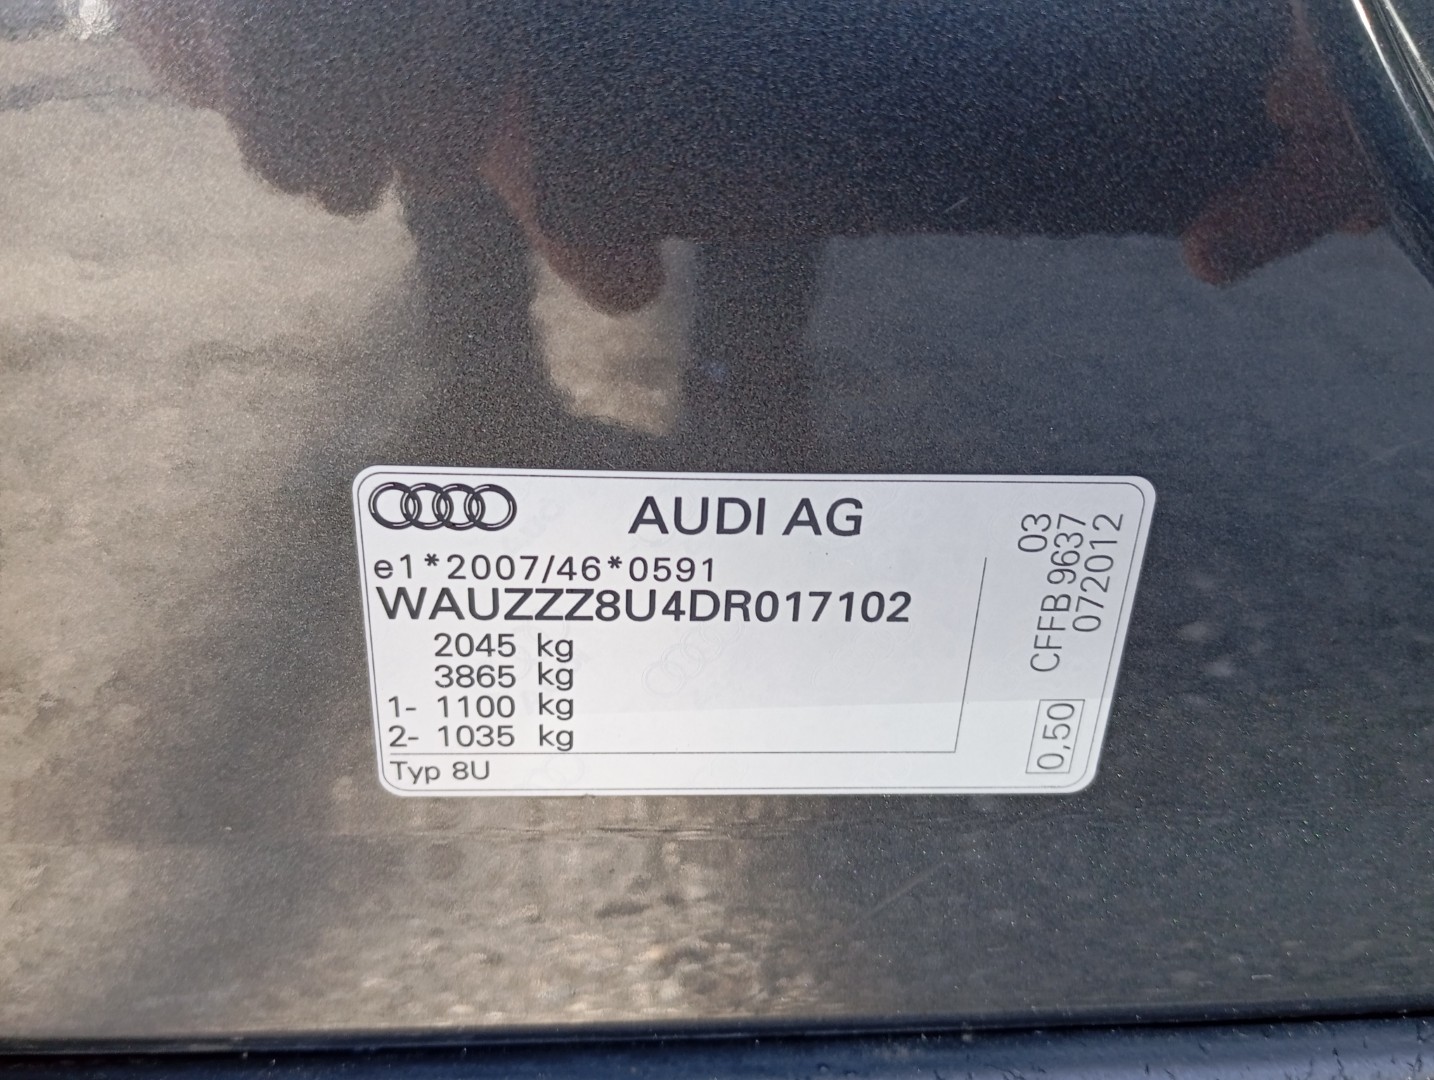 AUDI AG
e1*2007/46*0591
WAUZZZ8U4DR017102
2045 kg
3865 kg
1- 1100 kg
2- 1035 kg
Typ 8U
03
CFFB 9637
072012
0,50